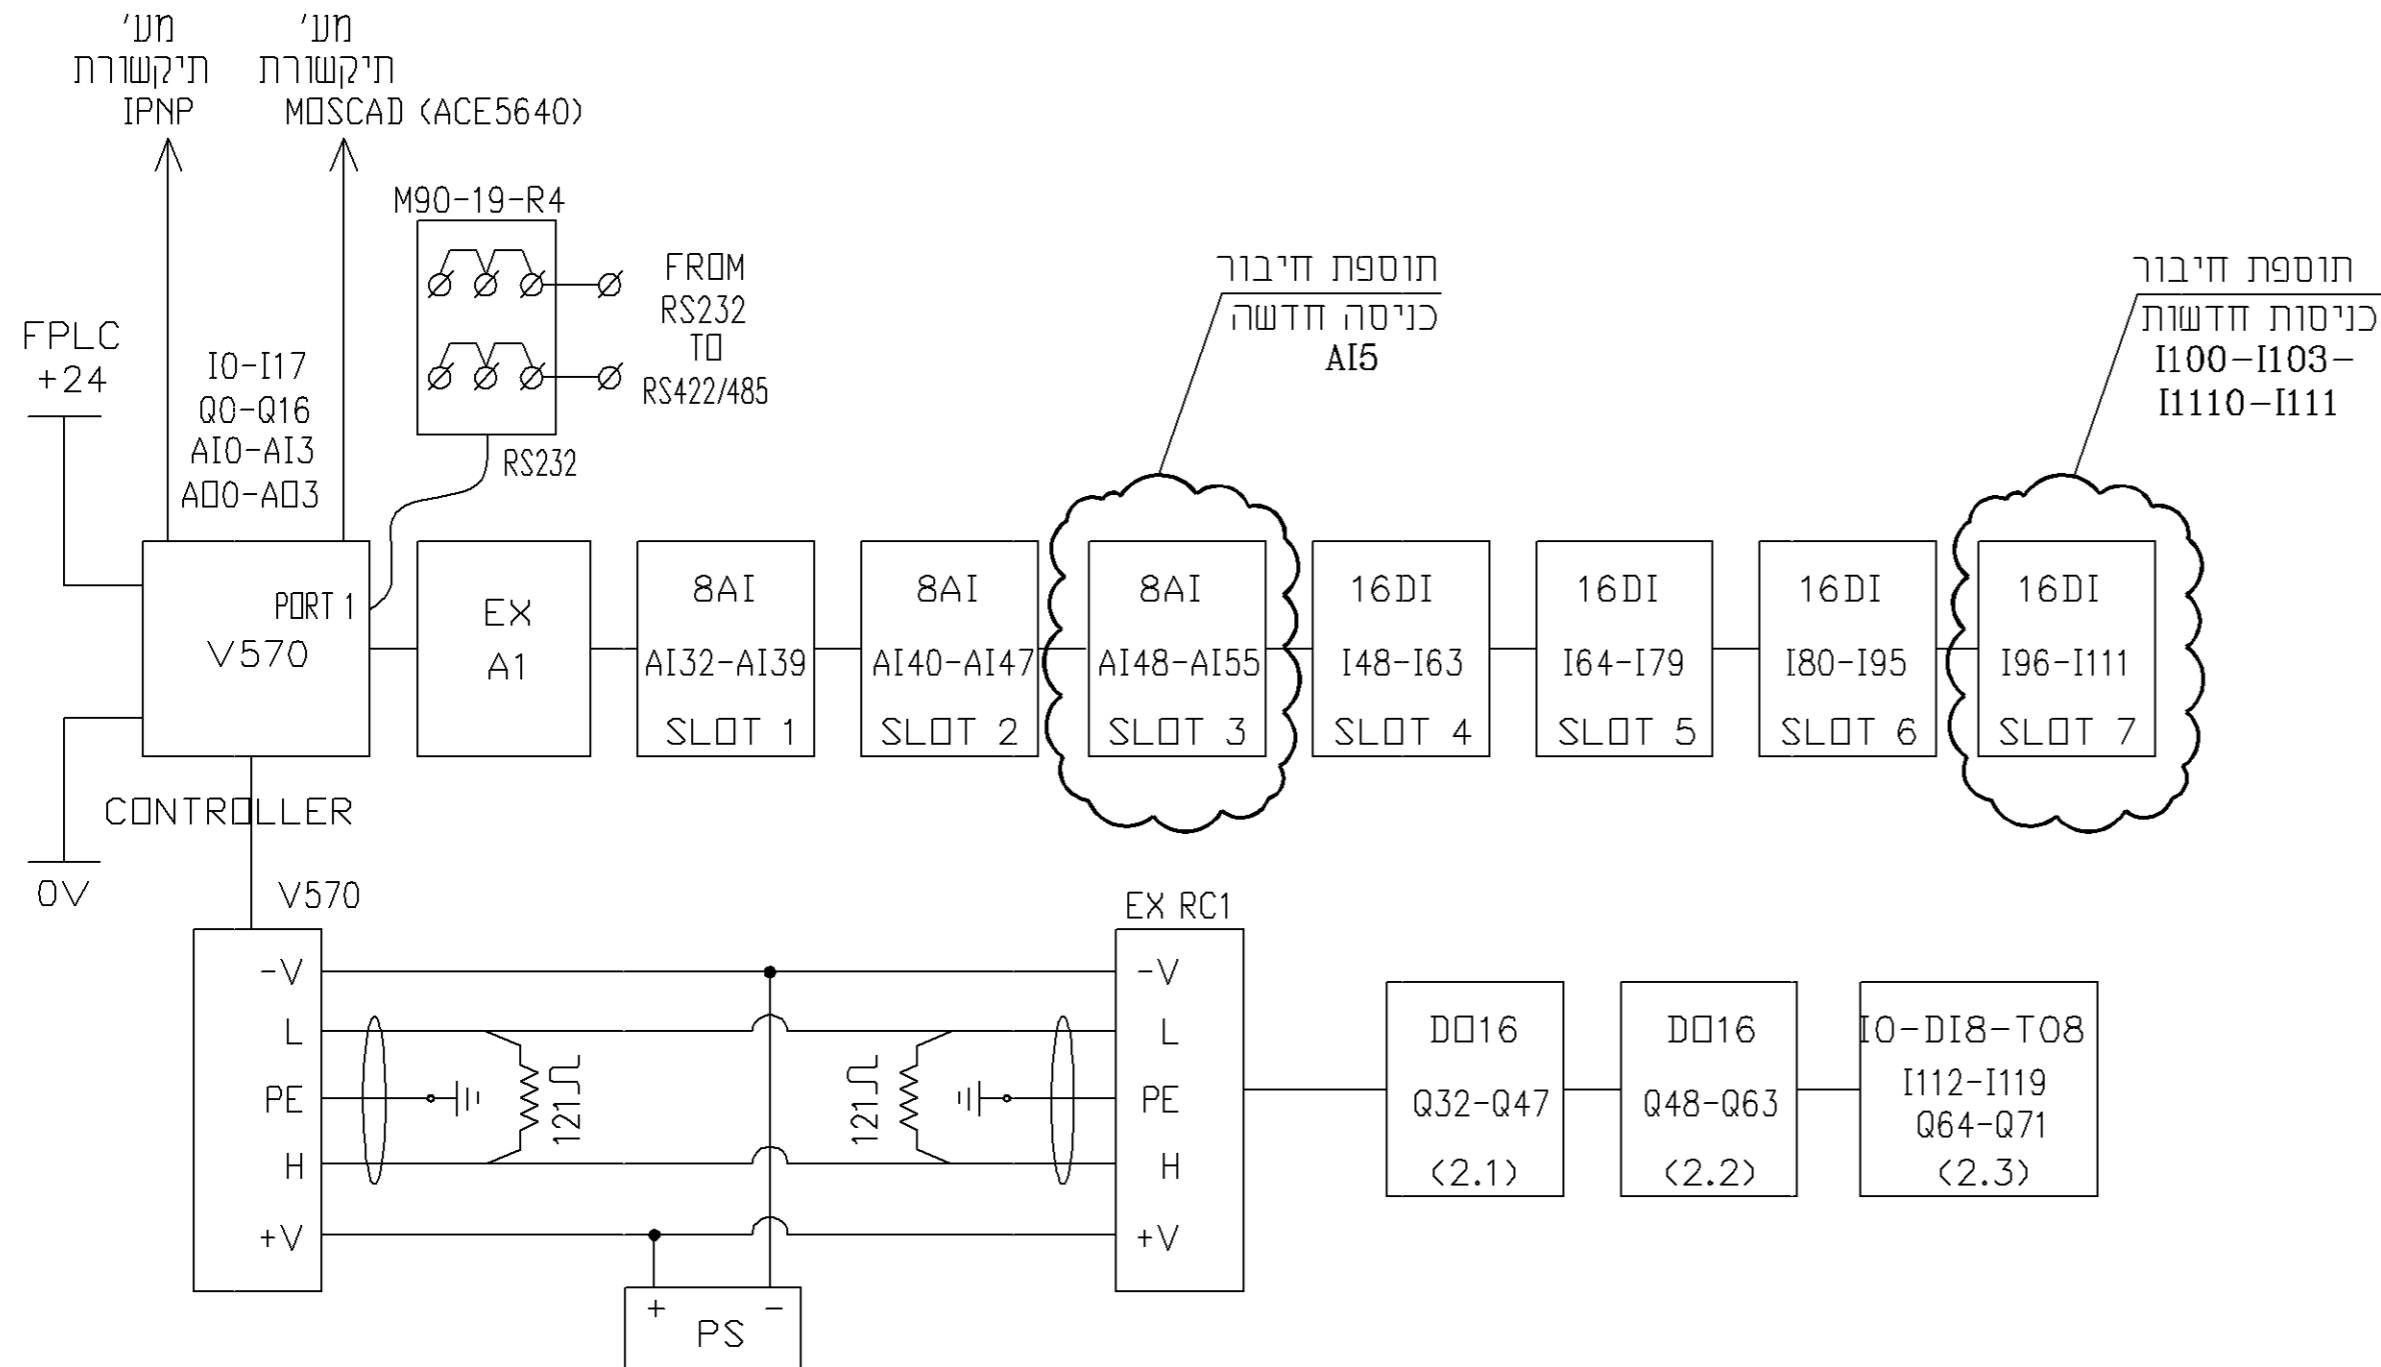 מע'
תיקשורת
IPNP
מע'
תיקשורת
MOSCAD (ACE5640)
M90-19-R4
FROM
RS232
TO
RS422/485
RS232
תוספת חיבור
כניסה חדשה
AI5
תוספת חיבור
כניסות חדשות
I100-I103-
I1110-I111
FPLC
+24
I0-I17
Q0-Q16
AI0-AI3
AO0-AO3
PORT 1
V570
CONTROLLER
0V
EX
A1
8AI
AI32-AI39
SLOT 1
8AI
AI40-AI47
SLOT 2
8AI
AI48-AI55
SLOT 3
16DI
I48-I63
SLOT 4
16DI
I64-I79
SLOT 5
16DI
I80-I95
SLOT 6
16DI
I96-I111
SLOT 7
V570
-V
L
PE
H
+V
121Ω
121Ω
EX RC1
-V
L
PE
H
+V
+ -
PS
DO16
Q32-Q47
(2.1)
DO16
Q48-Q63
(2.2)
IO-DI8-TO8
I112-I119
Q64-Q71
(2.3)